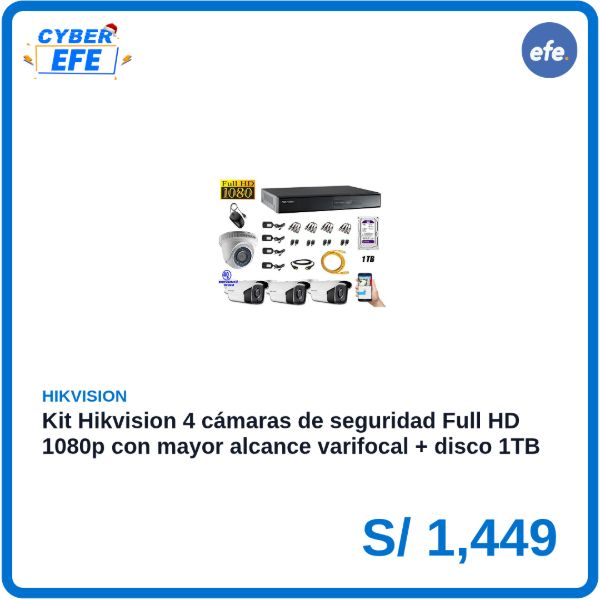 CYBER
EFE
efe.
Full HD
1080
1TB
HIKVISION
Kit Hikvision 4 cámaras de seguridad Full HD
1080p con mayor alcance varifocal + disco 1TB
S/ 1,449